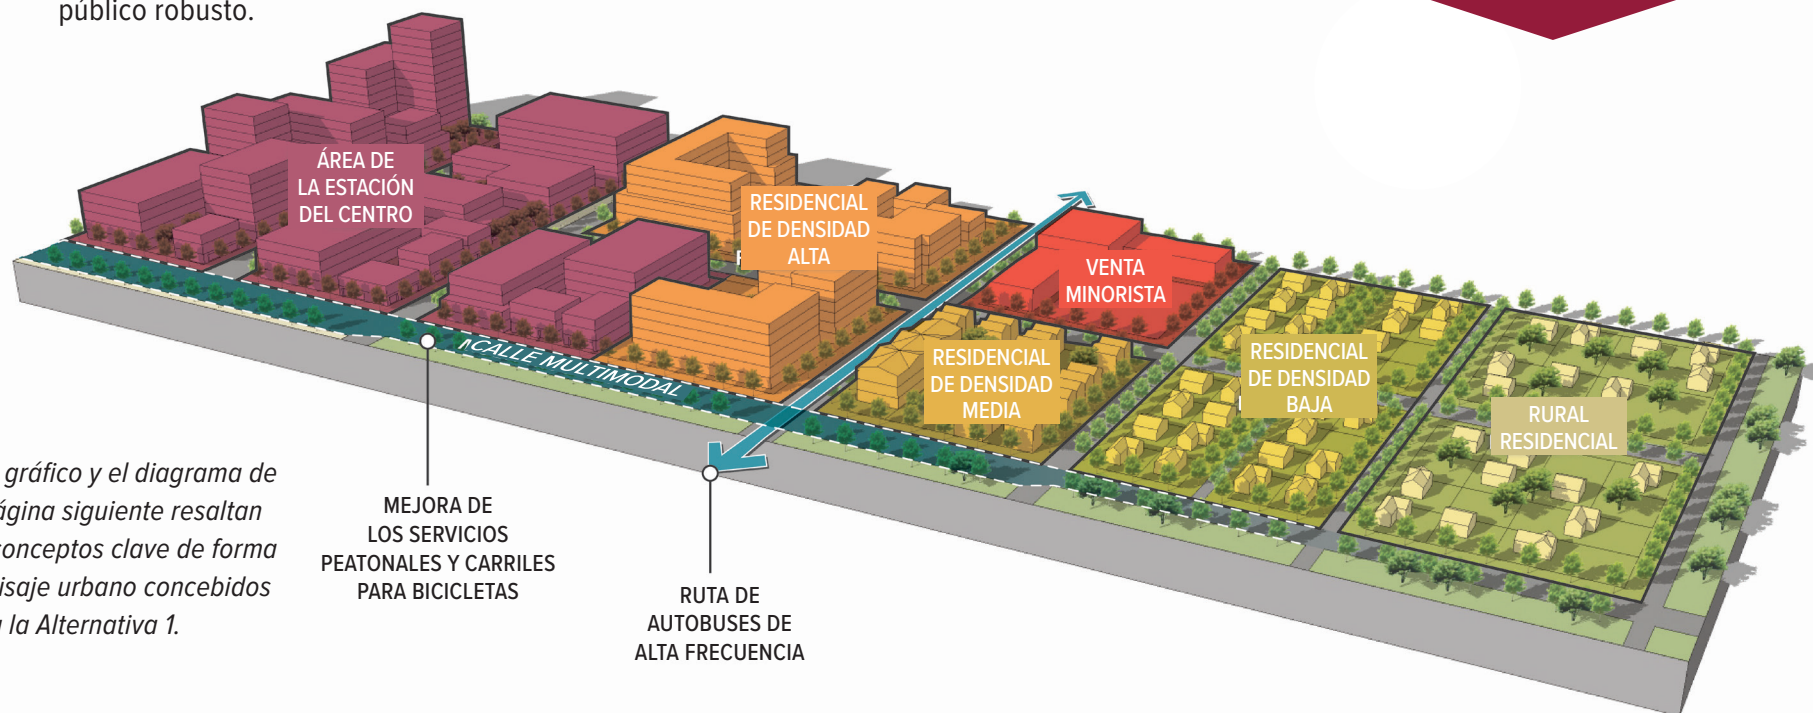 público robusto.
ÁREA DE
LA ESTACIÓN
DEL CENTRO
RESIDENCIAL
DE DENSIDAD
ALTA
VENTA
MINORISTA
RESIDENCIAL
DE DENSIDAD
MEDIA
RESIDENCIAL
DE DENSIDAD
BAJA
RURAL
RESIDENCIAL
CALLE MULTIMODAL
gráfico y el diagrama de
página siguiente resaltan
conceptos clave de forma
urbano concebidos
la Alternativa 1.
MEJORA DE
LOS SERVICIOS
PEATONALES Y CARRILES
PARA BICICLETAS
RUTA DE
AUTOBUSES DE
ALTA FRECUENCIA